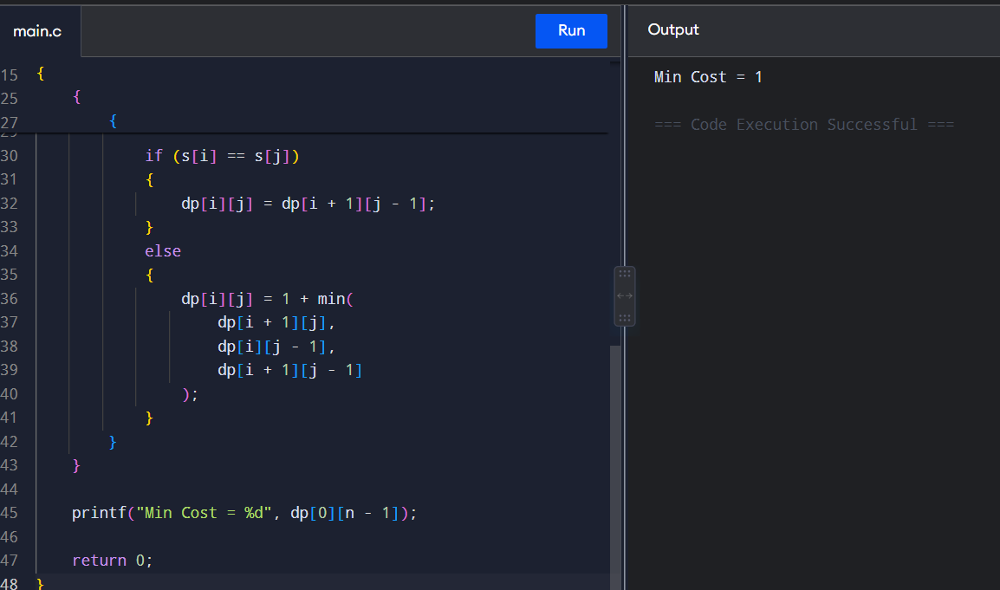 main.c
Run
Output
15 {
25 {
27 {
29
30 if (s[i] == s[j])
31 {
32 dp[i][j] = dp[i + 1][j - 1];
33 }
34 else
35 {
36 dp[i][j] = 1 + min(
37 dp[i + 1][j],
38 dp[i][j - 1],
39 dp[i + 1][j - 1]
40 );
41 }
42 }
43 }
44
45 printf("Min Cost = %d", dp[0][n - 1]);
46
47 return 0;
48 }
Min Cost = 1
=== Code Execution Successful ===